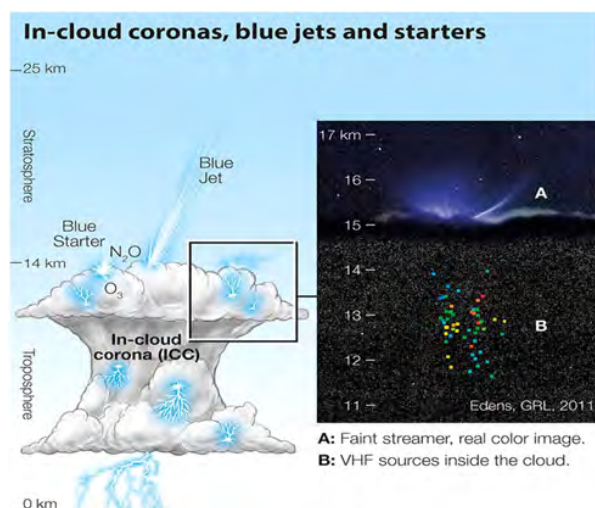 In-cloud coronas, blue jets and starters
25 km
Stratosphere
Blue
Jet
Blue
Starter
N₂O
14 km
O₃
In-cloud
corona (ICC)
Troposphere
0 km
17 km
16
A
15
14
13
B
12
11
Edens, GRL, 2011
A: Faint streamer, real color image.
B: VHF sources inside the cloud.